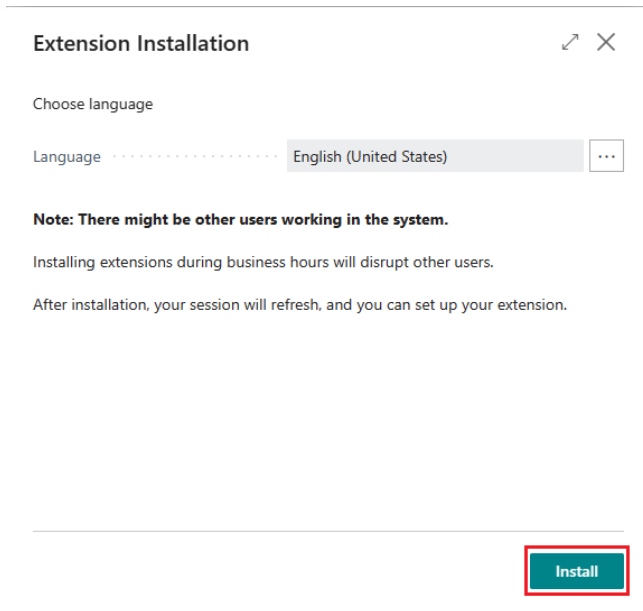 Extension Installation
Choose language
Language English (United States) ...
Note: There might be other users working in the system.
Installing extensions during business hours will disrupt other users.
After installation, your session will refresh, and you can set up your extension.
Install